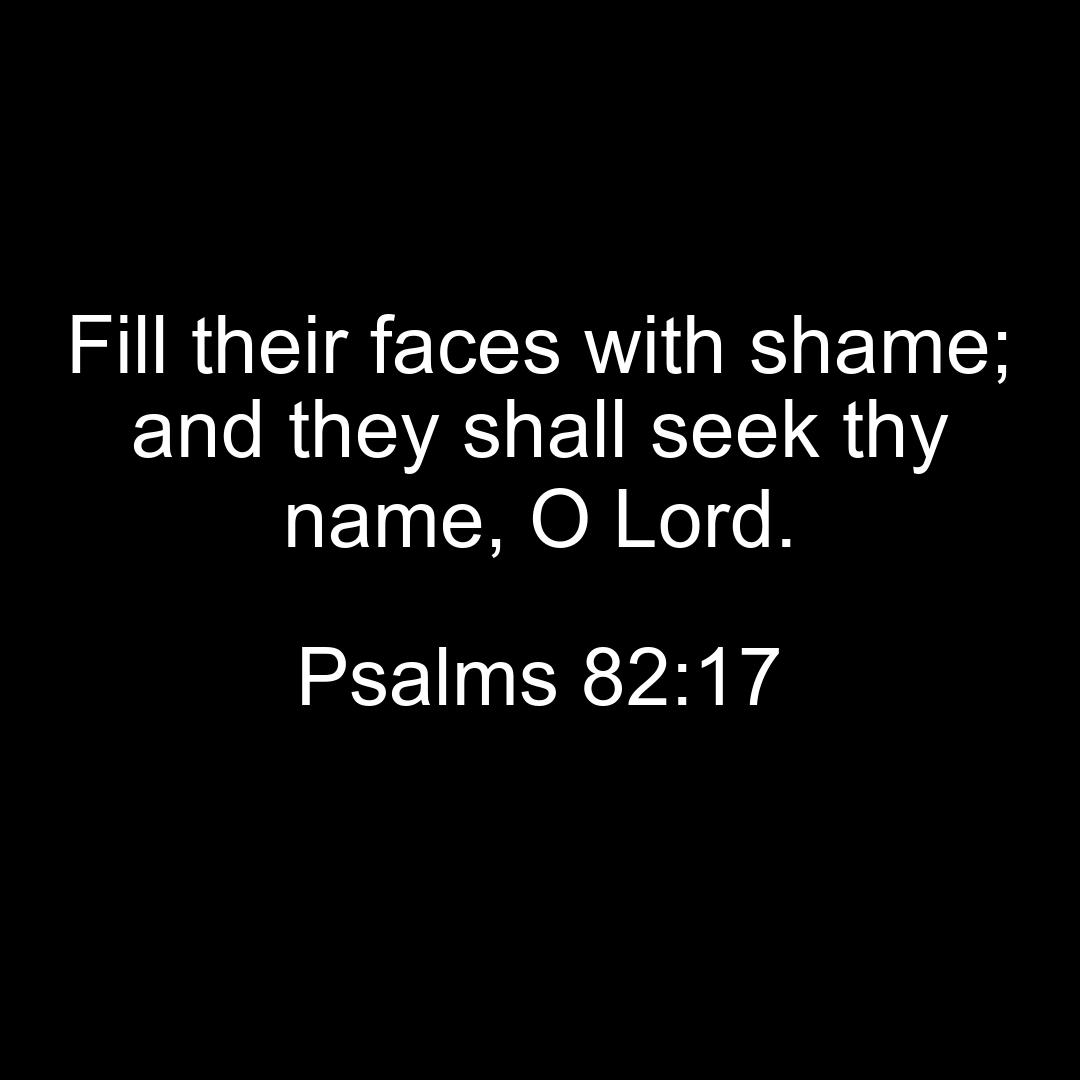 Fill their faces with shame;
and they shall seek thy
name, O Lord.
Psalms 82:17